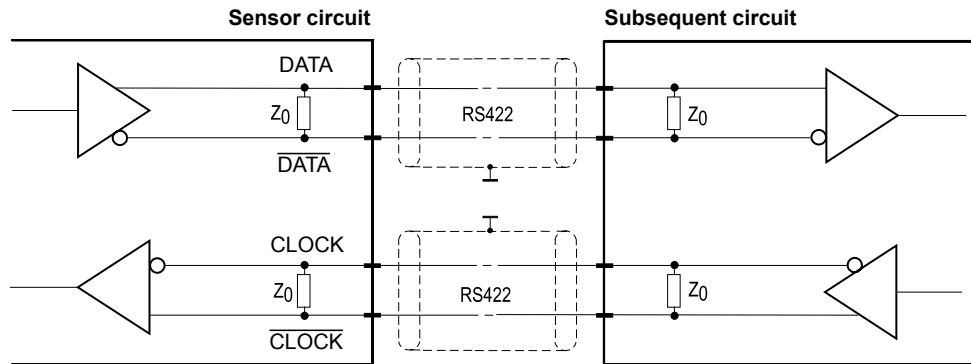 Sensor circuit
Subsequent circuit
DATA
Z0
RS422
Z0
DATA
CLOCK
Z0
RS422
Z0
CLOCK